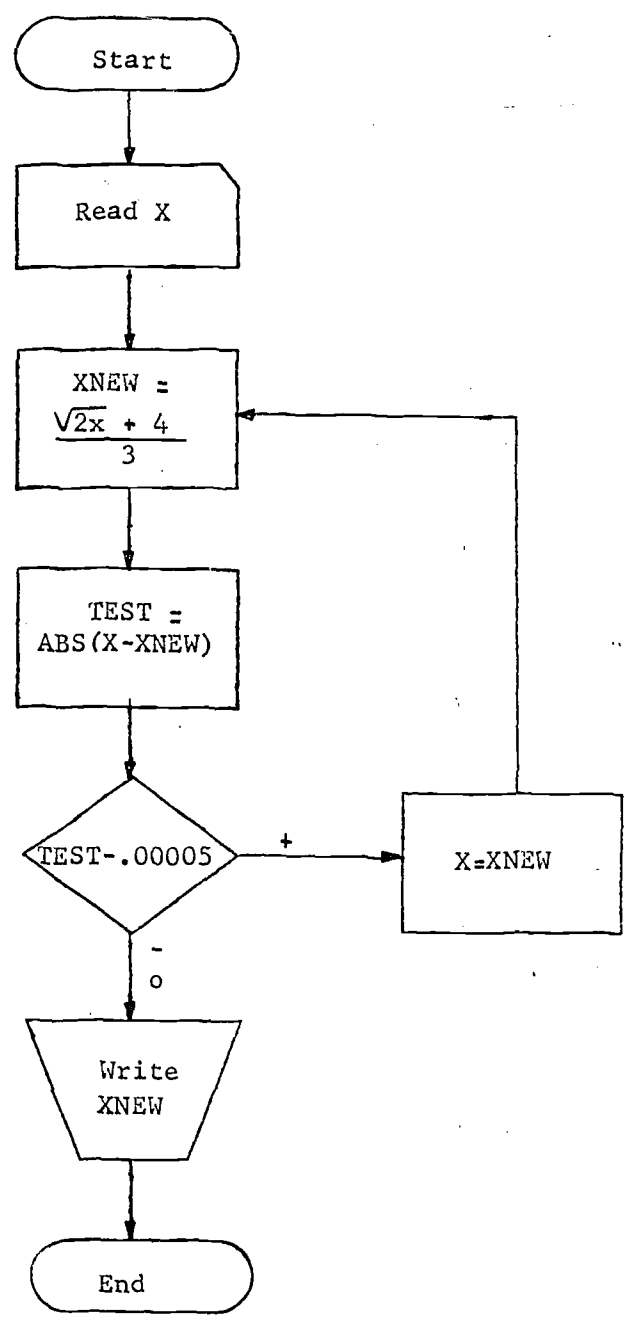 Start
Read X
XNEW =
√2x + 4
3
TEST =
ABS(X-XNEW)
TEST-.00005
+
X=XNEW
-
o
Write
XNEW
End